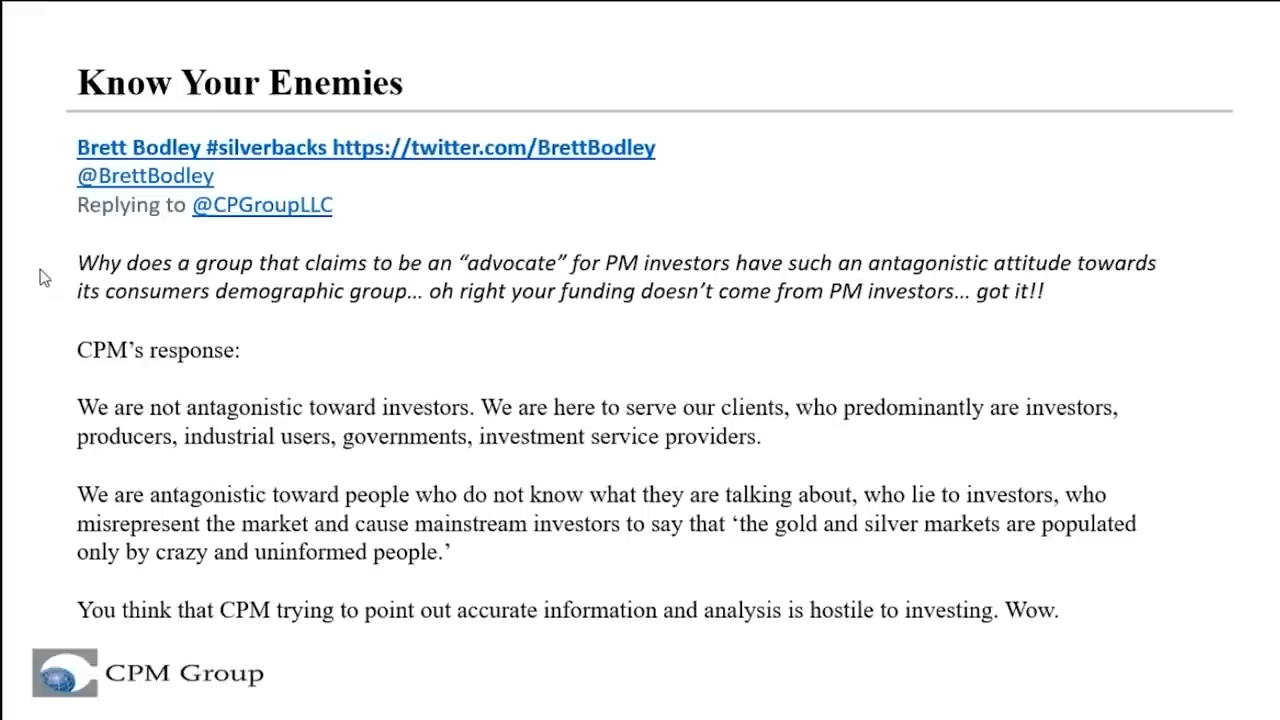 Know Your Enemies
Brett Bodley #silverbacks https://twitter.com/BrettBodley
@BrettBodley
Replying to @CPGroupLLC
Why does a group that claims to be an “advocate” for PM investors have such an antagonistic attitude towards
its consumers demographic group... oh right your funding doesn’t come from PM investors... got it!!
CPM’s response:
We are not antagonistic toward investors. We are here to serve our clients, who predominantly are investors,
producers, industrial users, governments, investment service providers.
We are antagonistic toward people who do not know what they are talking about, who lie to investors, who
misrepresent the market and cause mainstream investors to say that ‘the gold and silver markets are populated
only by crazy and uninformed people.’
You think that CPM trying to point out accurate information and analysis is hostile to investing. Wow.
CPM Group